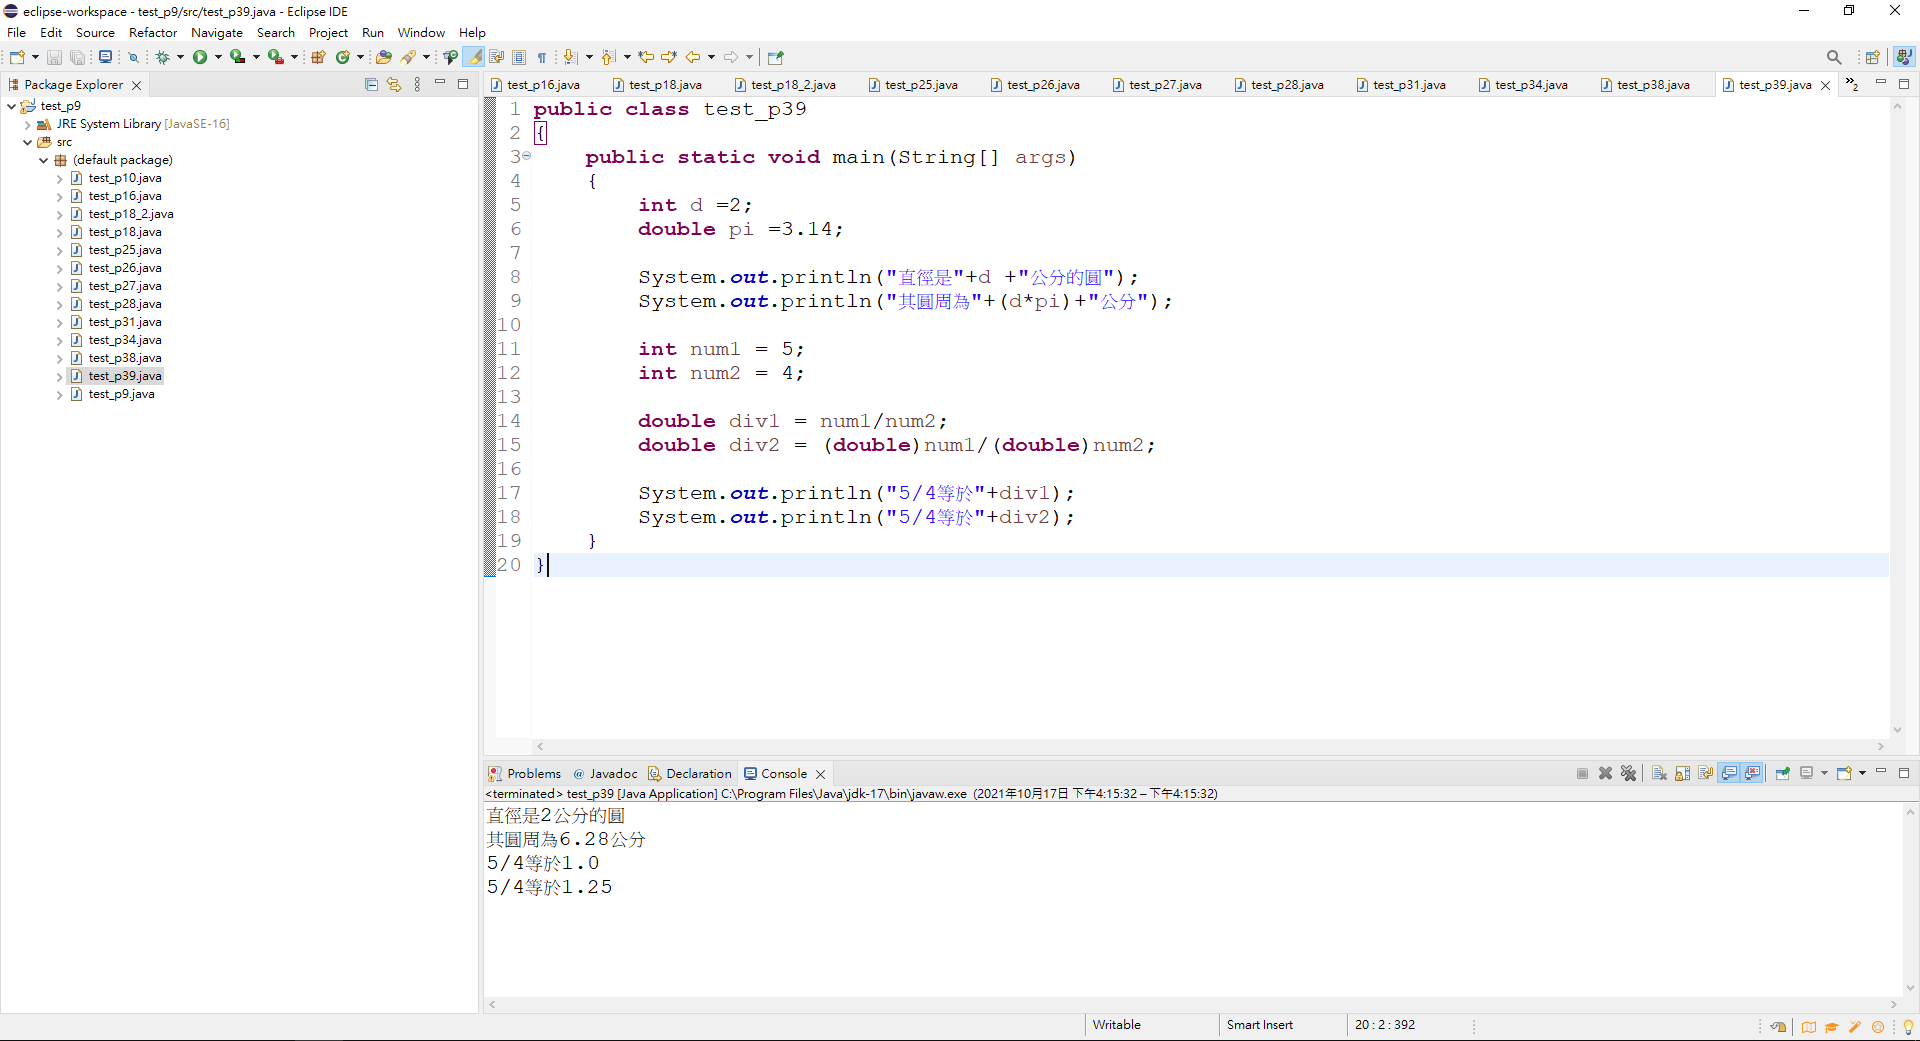 eclipse-workspace - test_p9/src/test_p39.java - Eclipse IDE
File Edit Source Refactor Navigate Search Project Run Window Help
Package Explorer
test_p9
JRE System Library [JavaSE-16]
src
(default package)
test_p10.java
test_p16.java
test_p18_2.java
test_p18.java
test_p25.java
test_p26.java
test_p27.java
test_p28.java
test_p31.java
test_p34.java
test_p38.java
test_p39.java
test_p9.java
test_p16.java test_p18.java test_p18_2.java test_p25.java test_p26.java test_p27.java test_p28.java test_p31.java test_p34.java test_p38.java test_p39.java »2
1 public class test_p39
2 {
3 public static void main(String[] args)
4 {
5 int d =2;
6 double pi =3.14;
7
8 System.out.println("直徑是"+d +"公分的圓");
9 System.out.println("其圓周為"+(d*pi)+"公分");
10
11 int num1 = 5;
12 int num2 = 4;
13
14 double div1 = num1/num2;
15 double div2 = (double)num1/(double)num2;
16
17 System.out.println("5/4等於"+div1);
18 System.out.println("5/4等於"+div2);
19 }
20 }
Problems @ Javadoc Declaration Console
<terminated> test_p39 [Java Application] C:\Program Files\Java\jdk-17\bin\javaw.exe (2021年10月17日 下午4:15:32 – 下午4:15:32)
直徑是2公分的圓
其圓周為6.28公分
5/4等於1.0
5/4等於1.25
Writable Smart Insert 20 : 2 : 392